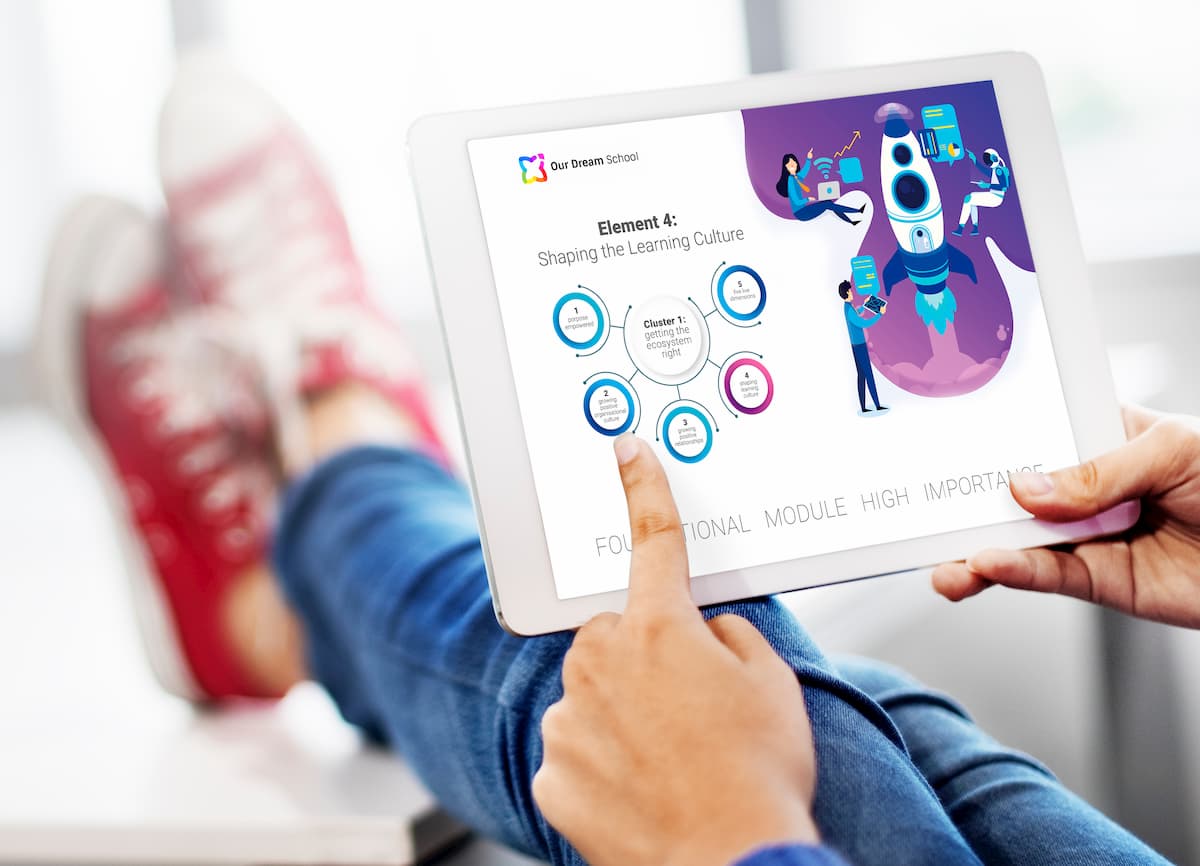 Our Dream School
Element 4:
Shaping the Learning Culture
1
purpose
empowered
Cluster 1:
getting the
ecosystem
right
5
five live
dimensions
2
growing
positive
organisational
culture
3
growing
positive
relationships
4
shaping
learning
culture
FOU TIONAL MODULE HIGH IMPORTANCE